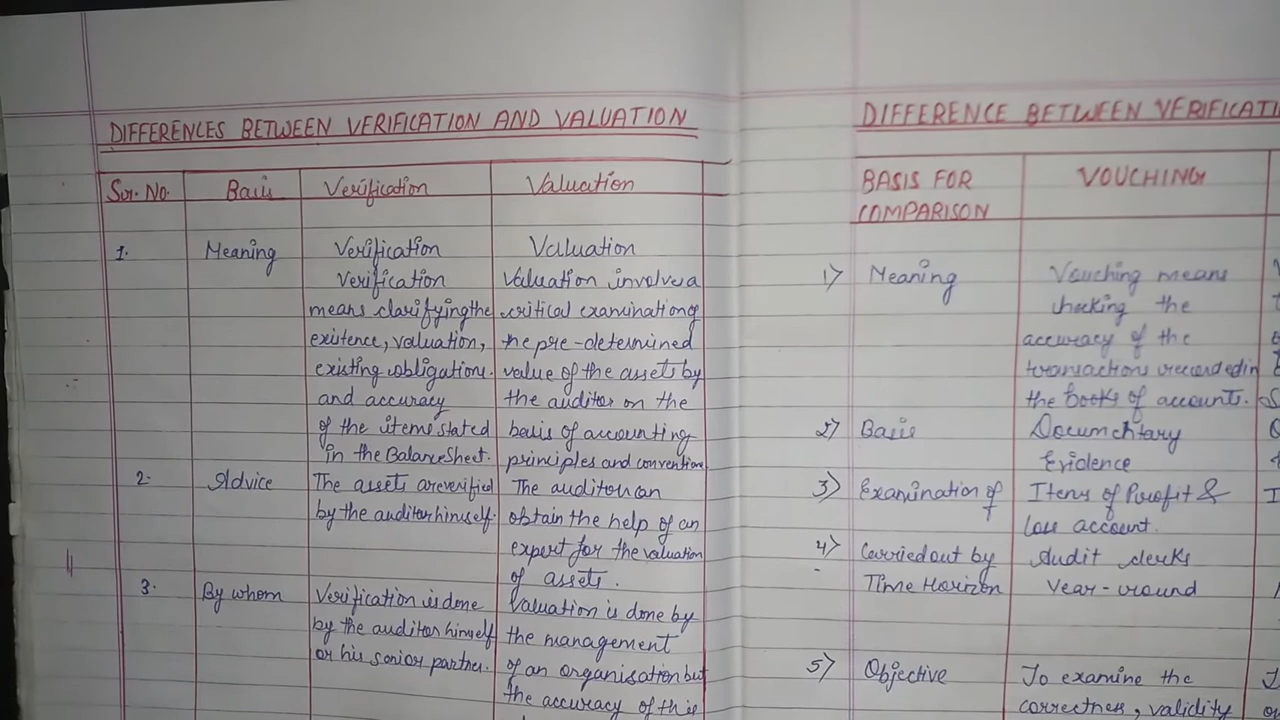 DIFFERENCES BETWEEN VERIFICATION AND VALUATION
Sr. No. Basis Verification Valuation
1. Meaning Verification Valuation
Verification Valuation involve a
means clarifying the critical examination of
existence, valuation, the pre-determined
existing obligations. value of the assets by
and accuracy the auditor on the
of the items stated basis of accounting
in the Balance Sheet. principles and convention
2. Advice The assets are verified The auditor can
by the auditor himself. obtain the help of an
expert for the valuation
of assets.
3. By whom Verification is done Valuation is done by
by the auditor himself the management
or his senior partner. of an organisation but
the accuracy of this
DIFFERENCE BETWEEN VERIFICATI
BASIS FOR VOUCHING
COMPARISON
1) Meaning Vouching means
checking the
accuracy of the
transactions recorded in
the books of accounts.
2) Basis Documentary
Evidence
3) Examination of Items of Profit &
loss account.
4) Carried out by Audit clerks
Time Horizon Year-round
5) Objective To examine the
correctness, validity